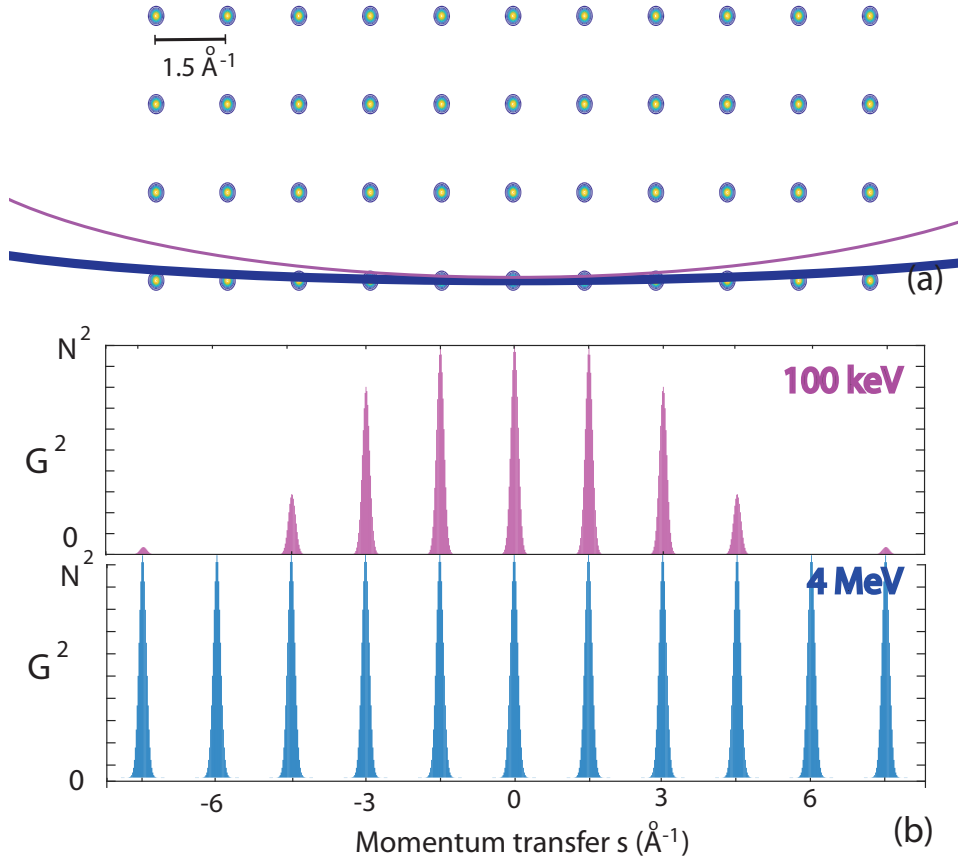 1.5 Å⁻¹
(a)
N²
100 keV
G²
0
N²
4 MeV
G²
0
-6 -3 0 3 6
Momentum transfer s (Å⁻¹)
(b)